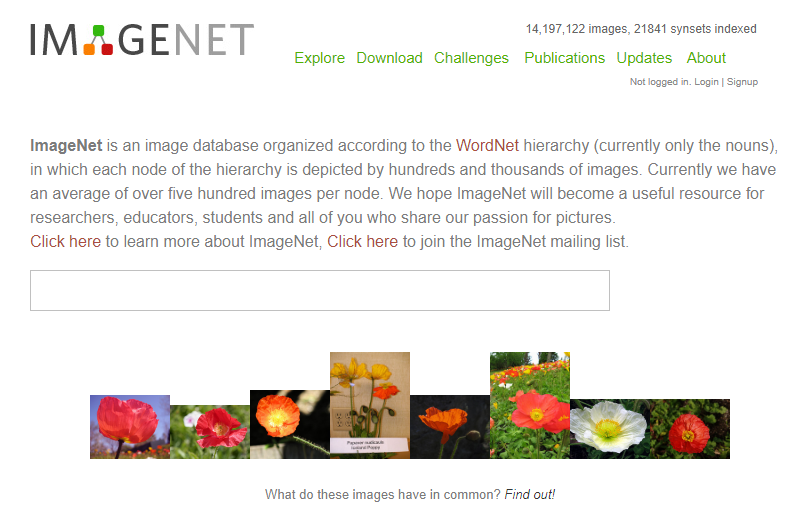 IMAGENET
14,197,122 images, 21841 synsets indexed
Explore Download Challenges Publications Updates About
Not logged in. Login | Signup
ImageNet is an image database organized according to the WordNet hierarchy (currently only the nouns),
in which each node of the hierarchy is depicted by hundreds and thousands of images. Currently we have
an average of over five hundred images per node. We hope ImageNet will become a useful resource for
researchers, educators, students and all of you who share our passion for pictures.
Click here to learn more about ImageNet, Click here to join the ImageNet mailing list.
Papaver nudicaule
Iceland Poppy
What do these images have in common? Find out!